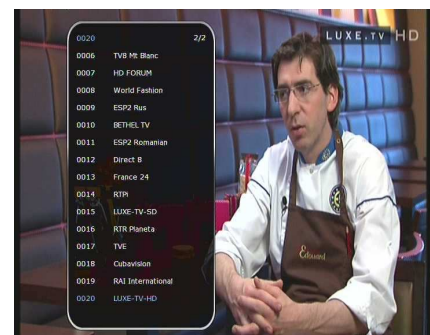 0020 2/2
0006 TV8 Mt Blanc
0007 HD FORUM
0008 World Fashion
0009 ESP2 Rus
0010 BETHEL TV
0011 ESP2 Romanian
0012 Direct 8
0013 France 24
0014 RTPi
0015 LUXE-TV-SD
0016 RTR Planeta
0017 TVE
0018 Cubavision
0019 RAI International
0020 LUXE-TV-HD
LUXE.TV HD
Edouard